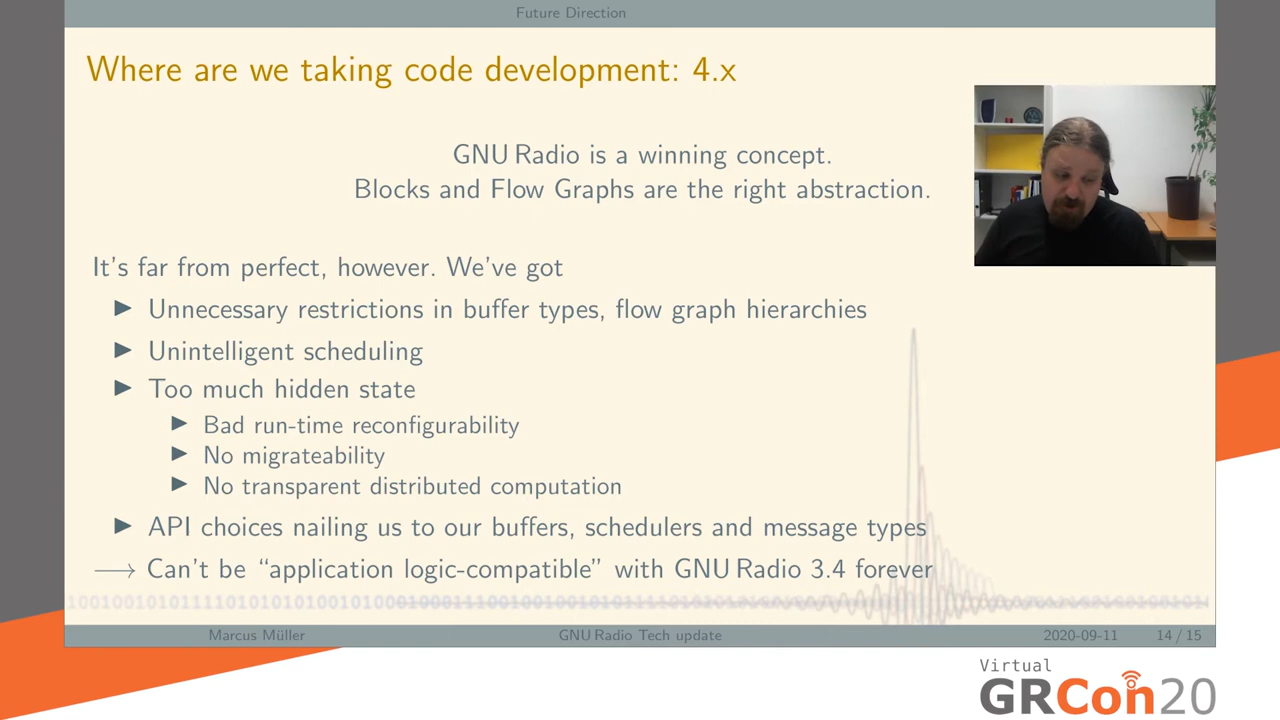 Future Direction
Where are we taking code development: 4.x
GNU Radio is a winning concept.
Blocks and Flow Graphs are the right abstraction.
It's far from perfect, however. We've got
▶ Unnecessary restrictions in buffer types, flow graph hierarchies
▶ Unintelligent scheduling
▶ Too much hidden state
▶ Bad run-time reconfigurability
▶ No migrateability
▶ No transparent distributed computation
▶ API choices nailing us to our buffers, schedulers and message types
⟶ Can't be “application logic-compatible” with GNU Radio 3.4 forever
Marcus Müller GNU Radio Tech update 2020-09-11 14 / 15
Virtual
GRCon20